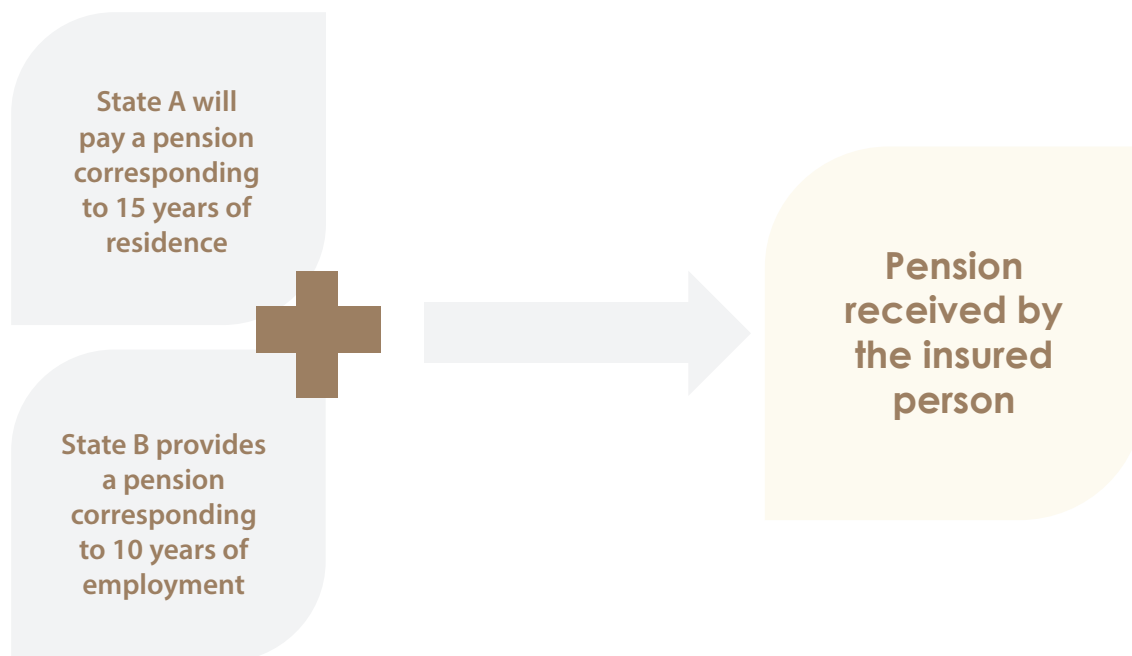 State A will
pay a pension
corresponding
to 15 years of
residence
State B provides
a pension
corresponding
to 10 years of
employment
Pension
received by
the insured
person